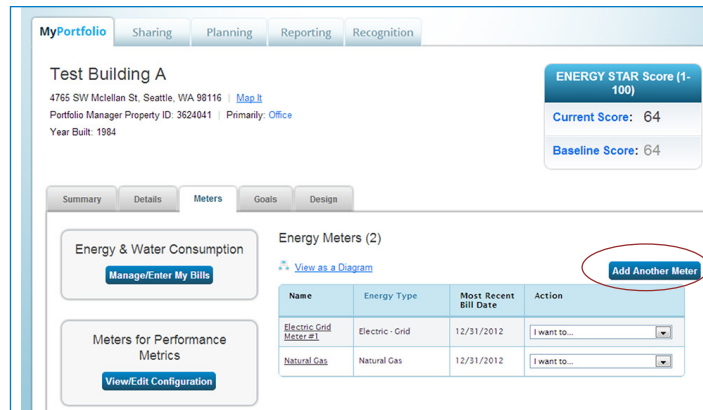 MyPortfolio Sharing Planning Reporting Recognition
Test Building A
4765 SW Mclellan St, Seattle, WA 98116 | Map It
Portfolio Manager Property ID: 3624041 | Primarily: Office
Year Built: 1984
ENERGY STAR Score (1-
100)
Current Score: 64
Baseline Score: 64
Summary Details Meters Goals Design
Energy & Water Consumption
Manage/Enter My Bills
Meters for Performance
Metrics
View/Edit Configuration
Energy Meters (2)
View as a Diagram
Add Another Meter
Name Energy Type Most Recent
Bill Date Action
Electric Grid
Meter #1 Electric - Grid 12/31/2012 I want to...
Natural Gas Natural Gas 12/31/2012 I want to...